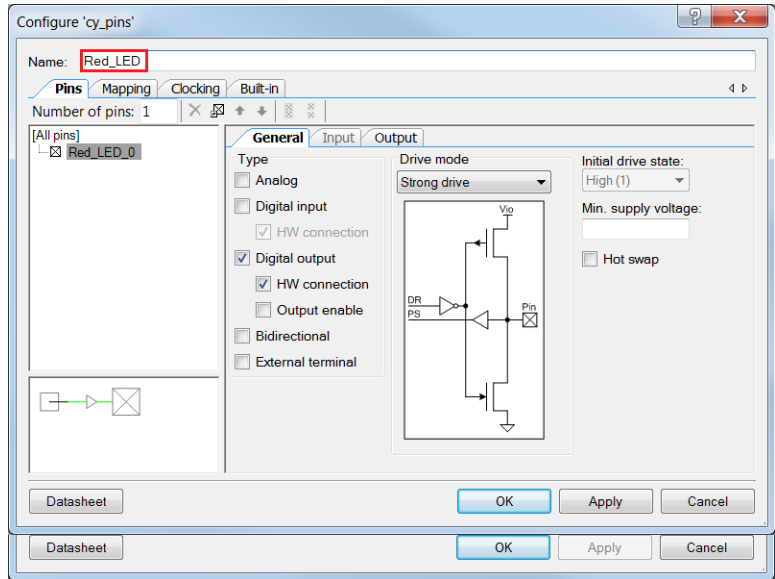 Configure 'cy_pins'
Name: Red_LED
Pins Mapping Clocking Built-in
Number of pins: 1
[All pins]
Red_LED_0
General Input Output
Type
Analog
Digital input
HW connection
Digital output
HW connection
Output enable
Bidirectional
External terminal
Drive mode
Strong drive
Vio
DR
PS
Pin
Initial drive state:
High (1)
Min. supply voltage:
Hot swap
Datasheet OK Apply Cancel
Datasheet OK Apply Cancel